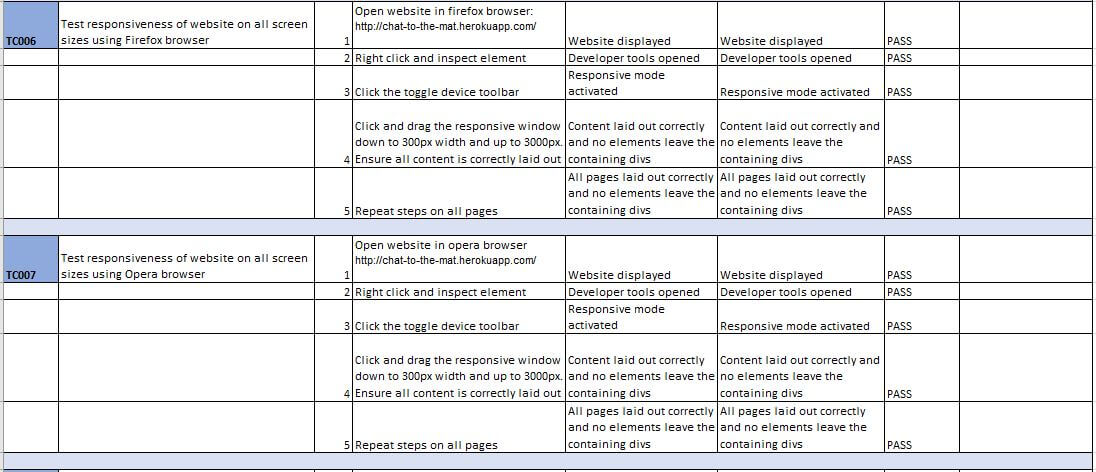 TC006
Test responsiveness of website on all screen
sizes using Firefox browser
1
Open website in firefox browser:
http://chat-to-the-mat.herokuapp.com/
Website displayed
Website displayed
PASS
2
Right click and inspect element
Developer tools opened
Developer tools opened
PASS
3
Click the toggle device toolbar
Responsive mode
activated
Responsive mode activated
PASS
4
Click and drag the responsive window
down to 300px width and up to 3000px.
Ensure all content is correctly laid out
Content laid out correctly
and no elements leave the
containing divs
Content laid out correctly and
no elements leave the
containing divs
PASS
5
Repeat steps on all pages
All pages laid out correctly
and no elements leave the
containing divs
All pages laid out correctly
and no elements leave the
containing divs
PASS
TC007
Test responsiveness of website on all screen
sizes using Opera browser
1
Open website in opera browser
http://chat-to-the-mat.herokuapp.com/
Website displayed
Website displayed
PASS
2
Right click and inspect element
Developer tools opened
Developer tools opened
PASS
3
Click the toggle device toolbar
Responsive mode
activated
Responsive mode activated
PASS
4
Click and drag the responsive window
down to 300px width and up to 3000px.
Ensure all content is correctly laid out
Content laid out correctly
and no elements leave the
containing divs
Content laid out correctly and
no elements leave the
containing divs
PASS
5
Repeat steps on all pages
All pages laid out correctly
and no elements leave the
containing divs
All pages laid out correctly
and no elements leave the
containing divs
PASS